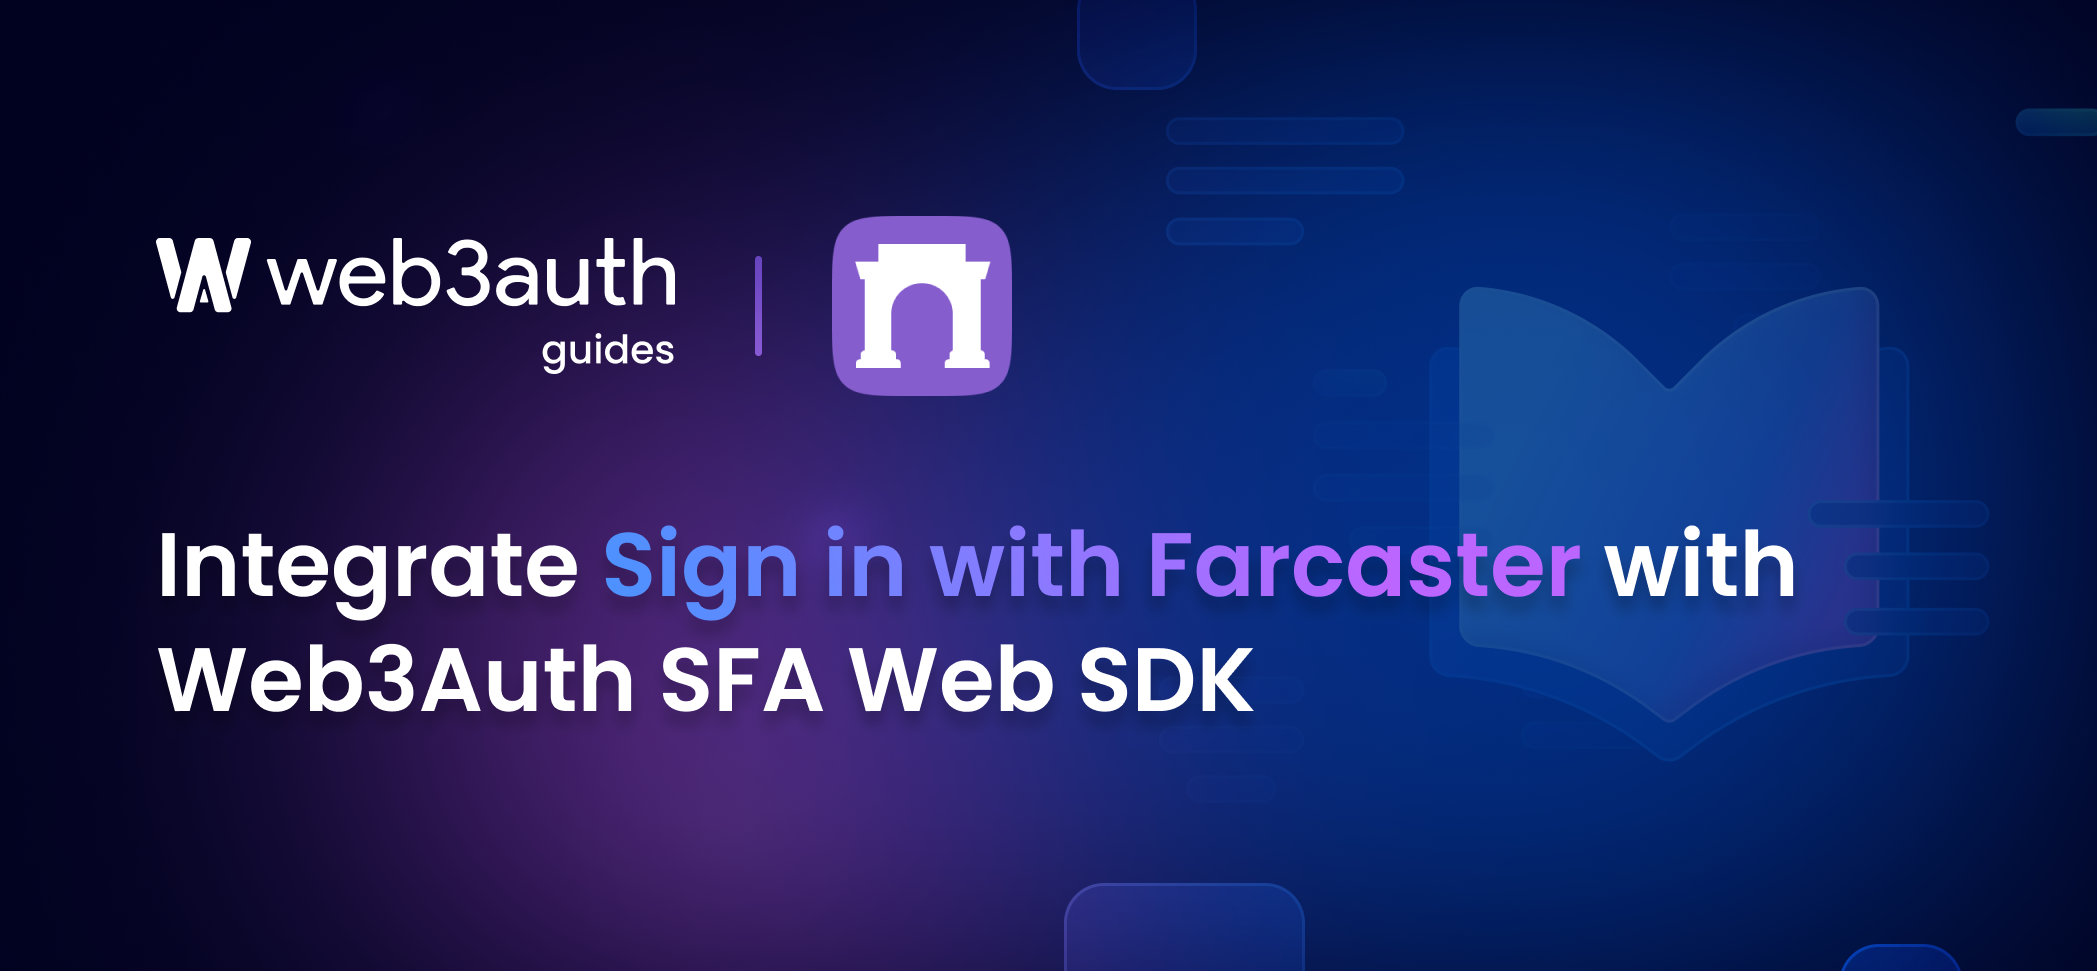 web3auth
guides
Integrate Sign in with Farcaster with
Web3Auth SFA Web SDK